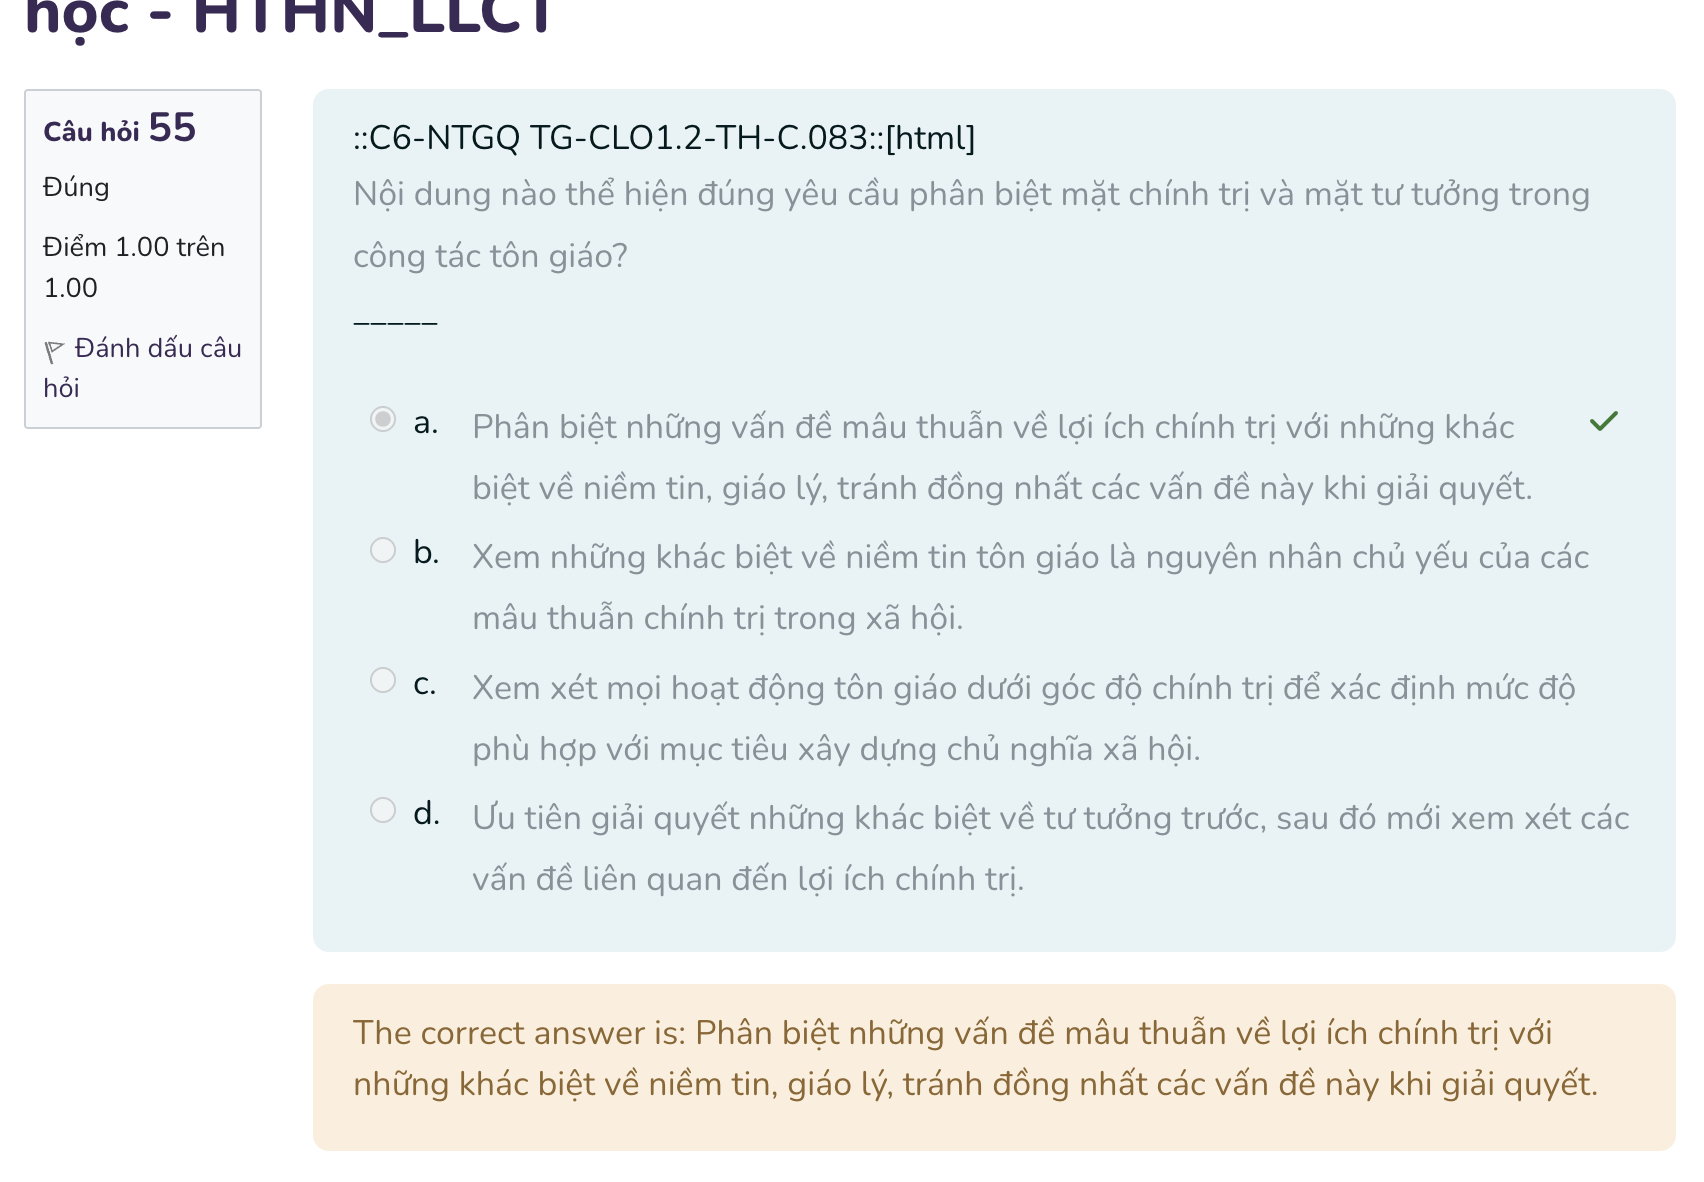 học - HTHN_LLCT
Câu hỏi 55
Đúng
Điểm 1.00 trên
1.00
Đánh dấu câu
hỏi
::C6-NTGQ TG-CLO1.2-TH-C.083::[html]
Nội dung nào thể hiện đúng yêu cầu phân biệt mặt chính trị và mặt tư tưởng trong
công tác tôn giáo?
_____
a. Phân biệt những vấn đề mâu thuẫn về lợi ích chính trị với những khác
biệt về niềm tin, giáo lý, tránh đồng nhất các vấn đề này khi giải quyết.
b. Xem những khác biệt về niềm tin tôn giáo là nguyên nhân chủ yếu của các
mâu thuẫn chính trị trong xã hội.
c. Xem xét mọi hoạt động tôn giáo dưới góc độ chính trị để xác định mức độ
phù hợp với mục tiêu xây dựng chủ nghĩa xã hội.
d. Ưu tiên giải quyết những khác biệt về tư tưởng trước, sau đó mới xem xét các
vấn đề liên quan đến lợi ích chính trị.
The correct answer is: Phân biệt những vấn đề mâu thuẫn về lợi ích chính trị với
những khác biệt về niềm tin, giáo lý, tránh đồng nhất các vấn đề này khi giải quyết.